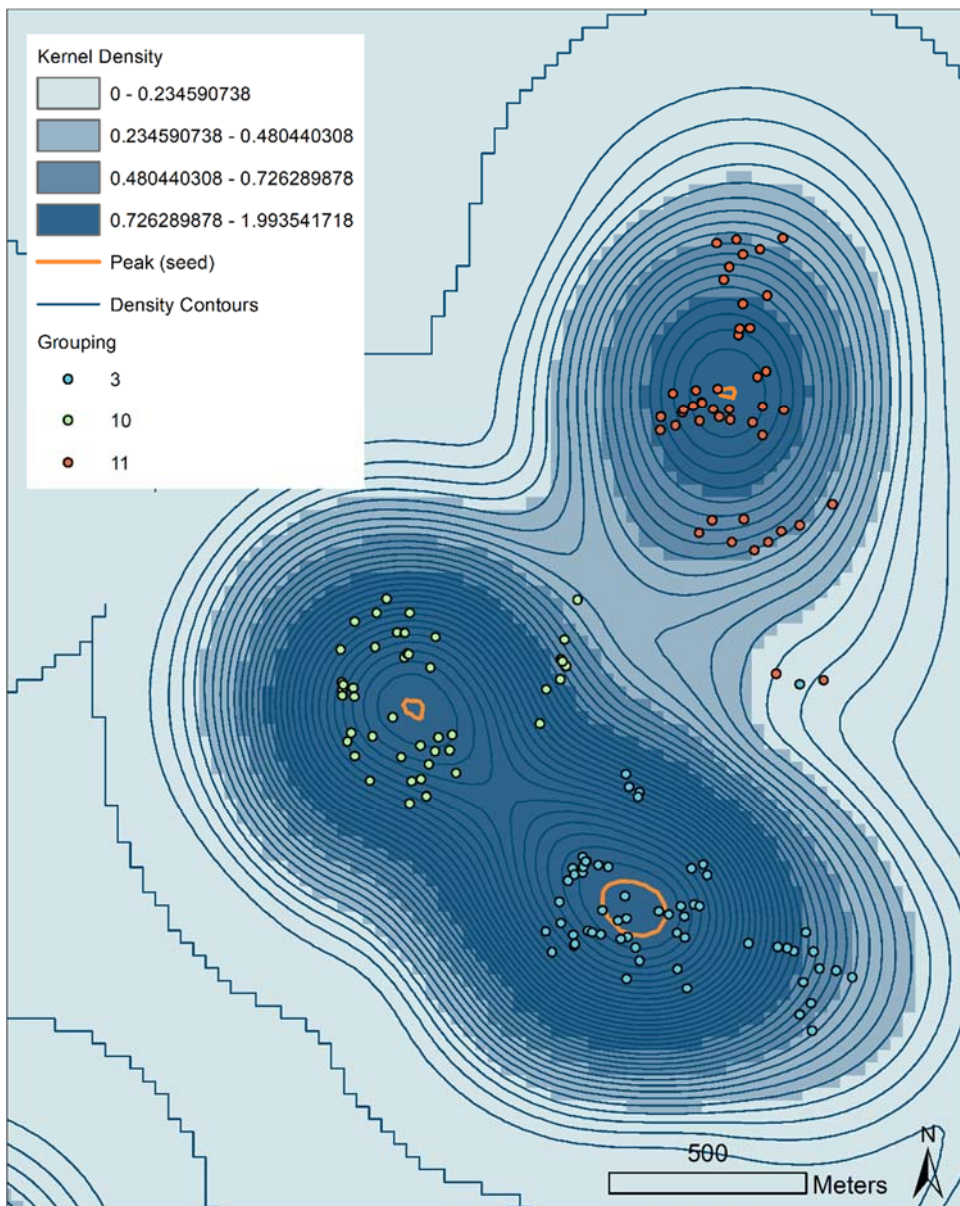 Kernel Density
0 - 0.234590738
0.234590738 - 0.480440308
0.480440308 - 0.726289878
0.726289878 - 1.993541718
Peak (seed)
Density Contours
Grouping
3
10
11
N
500
Meters